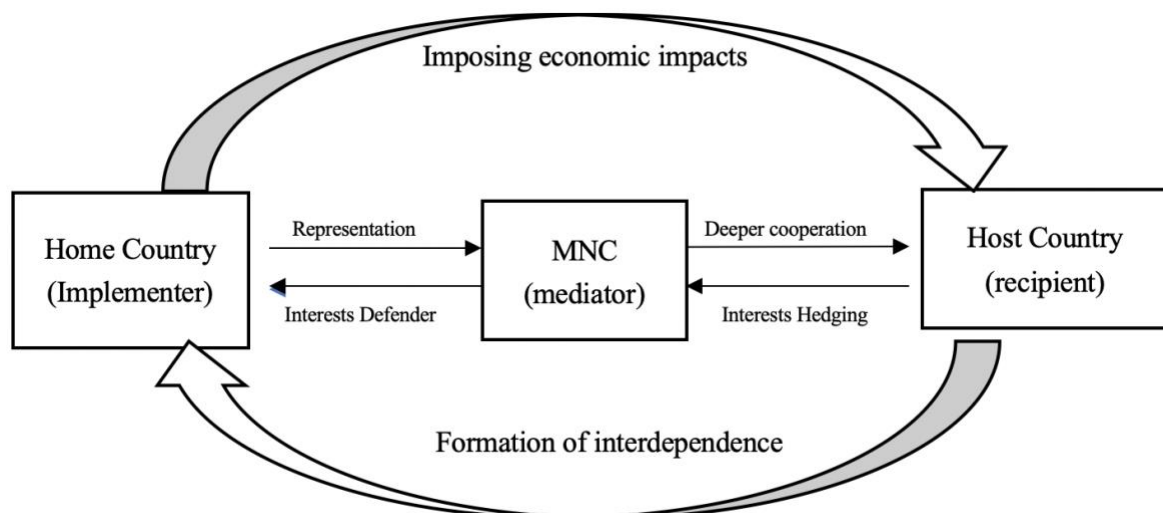 Imposing economic impacts
Home Country
(Implementer)
Representation
Interests Defender
MNC
(mediator)
Deeper cooperation
Interests Hedging
Host Country
(recipient)
Formation of interdependence